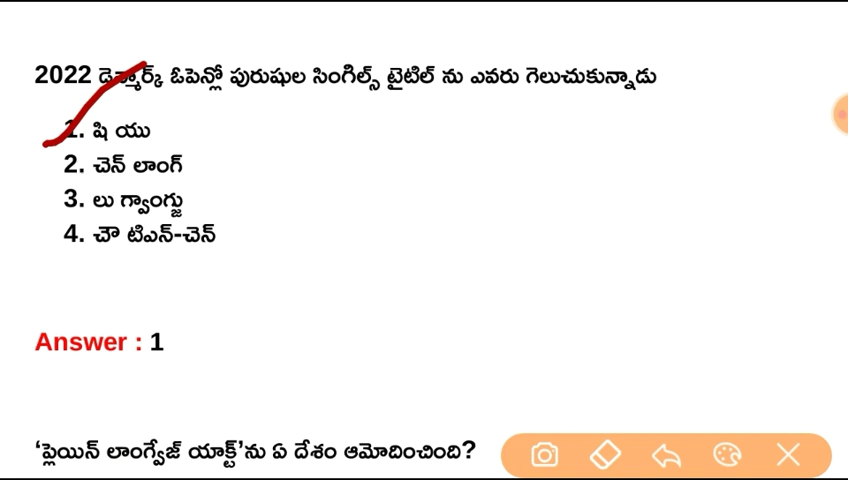 2022 డెన్మార్క్ ఓపెన్లో పురుషుల సింగిల్స్ టైటిల్ ను ఎవరు గెలుచుకున్నాడు
1. షి యు
2. చెన్ లాంగ్
3. లు గ్వాంగ్జు
4. చౌ టిఎన్-చెన్
Answer : 1
‘ప్లెయిన్ లాంగ్వేజ్ యాక్ట్’ను ఏ దేశం ఆమోదించింది?